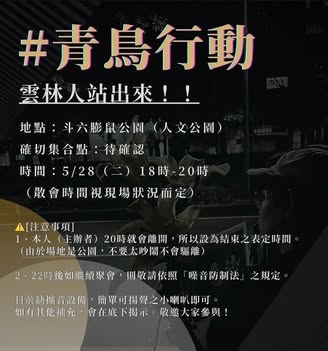 #青鳥行動
雲林人站出來！！
地點：斗六膨鼠公園（人文公園）
確切集合點：待確認
時間：5/28（二）18時~20時
（散會時間視現場狀況而定）
⚠️[注意事項]
1、本人（主辦者）20時就會離開，所以設為結束之表定時間。
（由於場地是公園，不要太吵鬧不會驅離）
2、22時後如繼續聚會，則敬請依照「噪音防制法」之規定。
目前缺擴音設備，簡單可揚聲之小喇叭即可。
如有其他補充，會在底下揭示。敬邀大家參與！